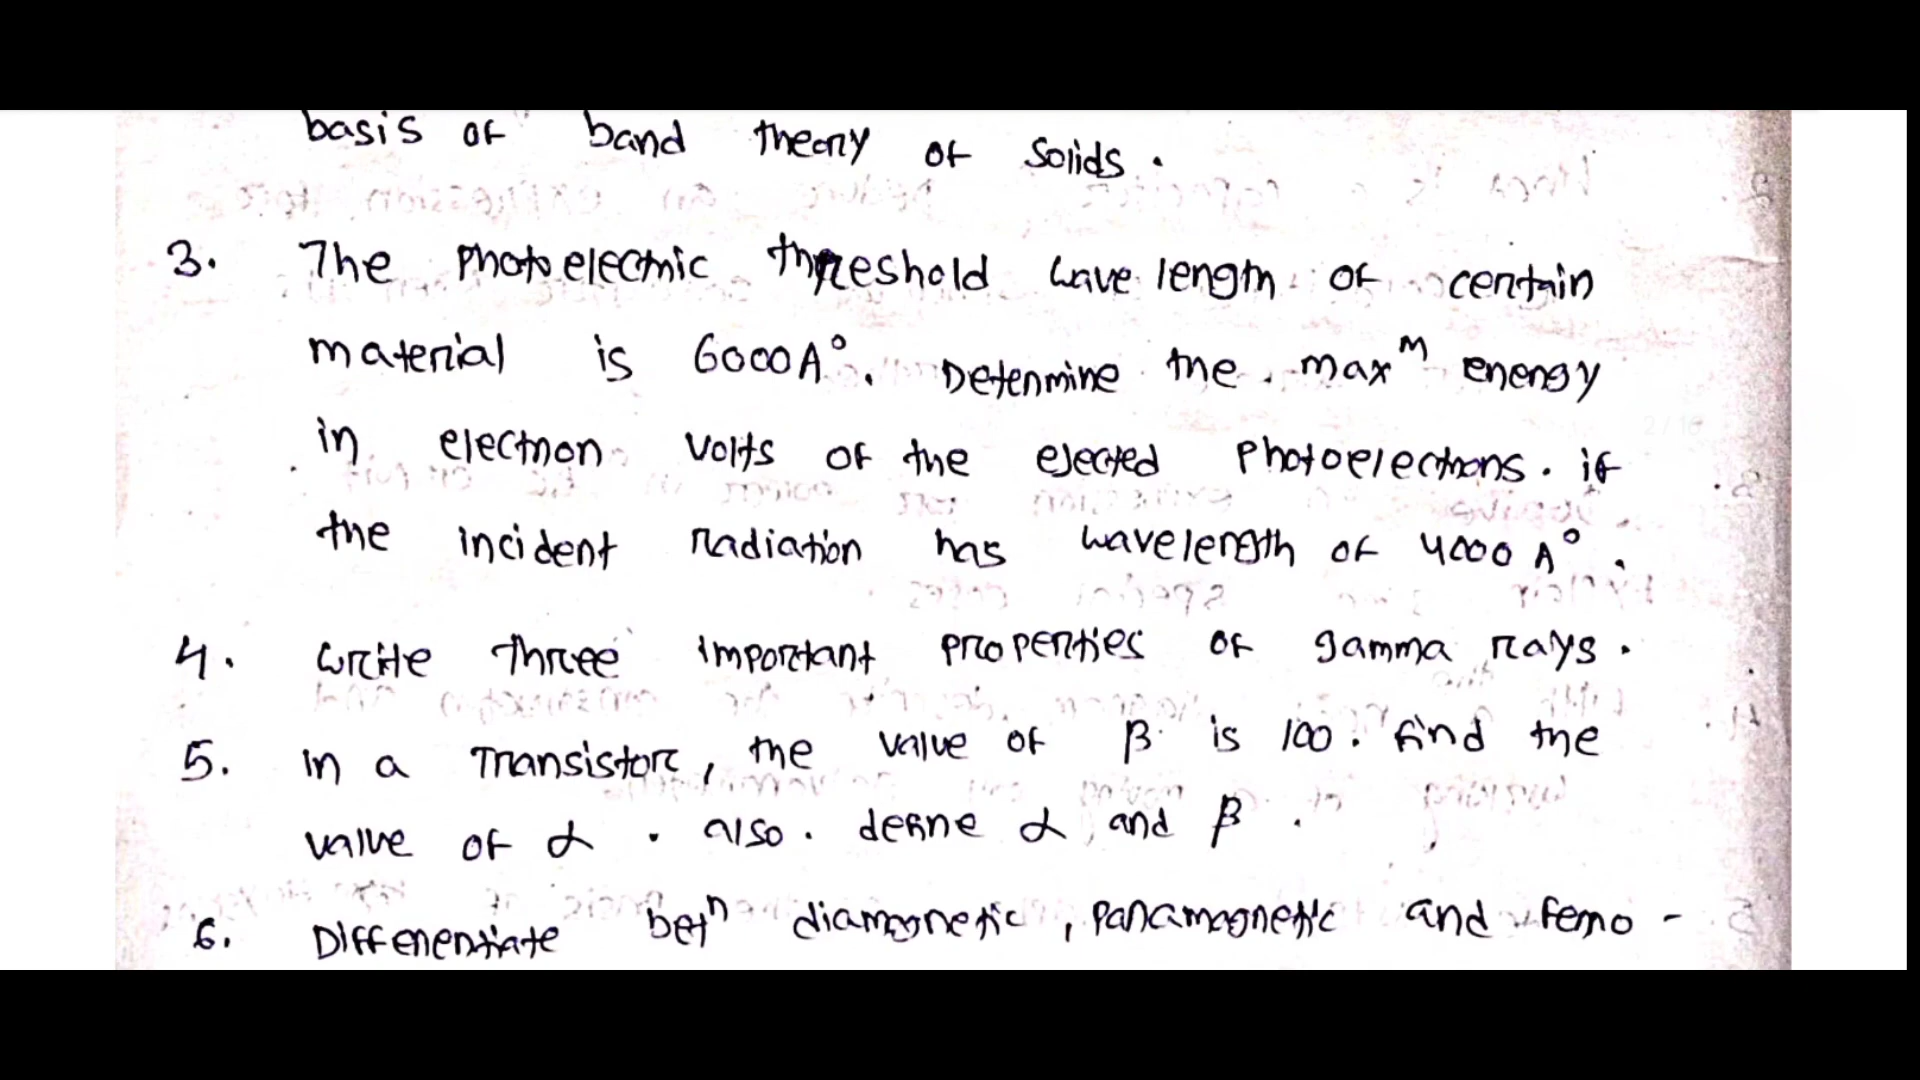 basis of band theory of solids.
3. The photoelectric threshold wave length of certain
material is 6000A°. Determine the max^m energy
in electron volts of the ejected photoelectrons. if
the incident radiation has wavelength of 4000 A°.
4. write three important properties of gamma rays.
5. in a transistor, the value of β is 100. find the
value of α. also. define α and β.
6. Differentiate bet^n diamagnetic, paramagnetic and ferro-